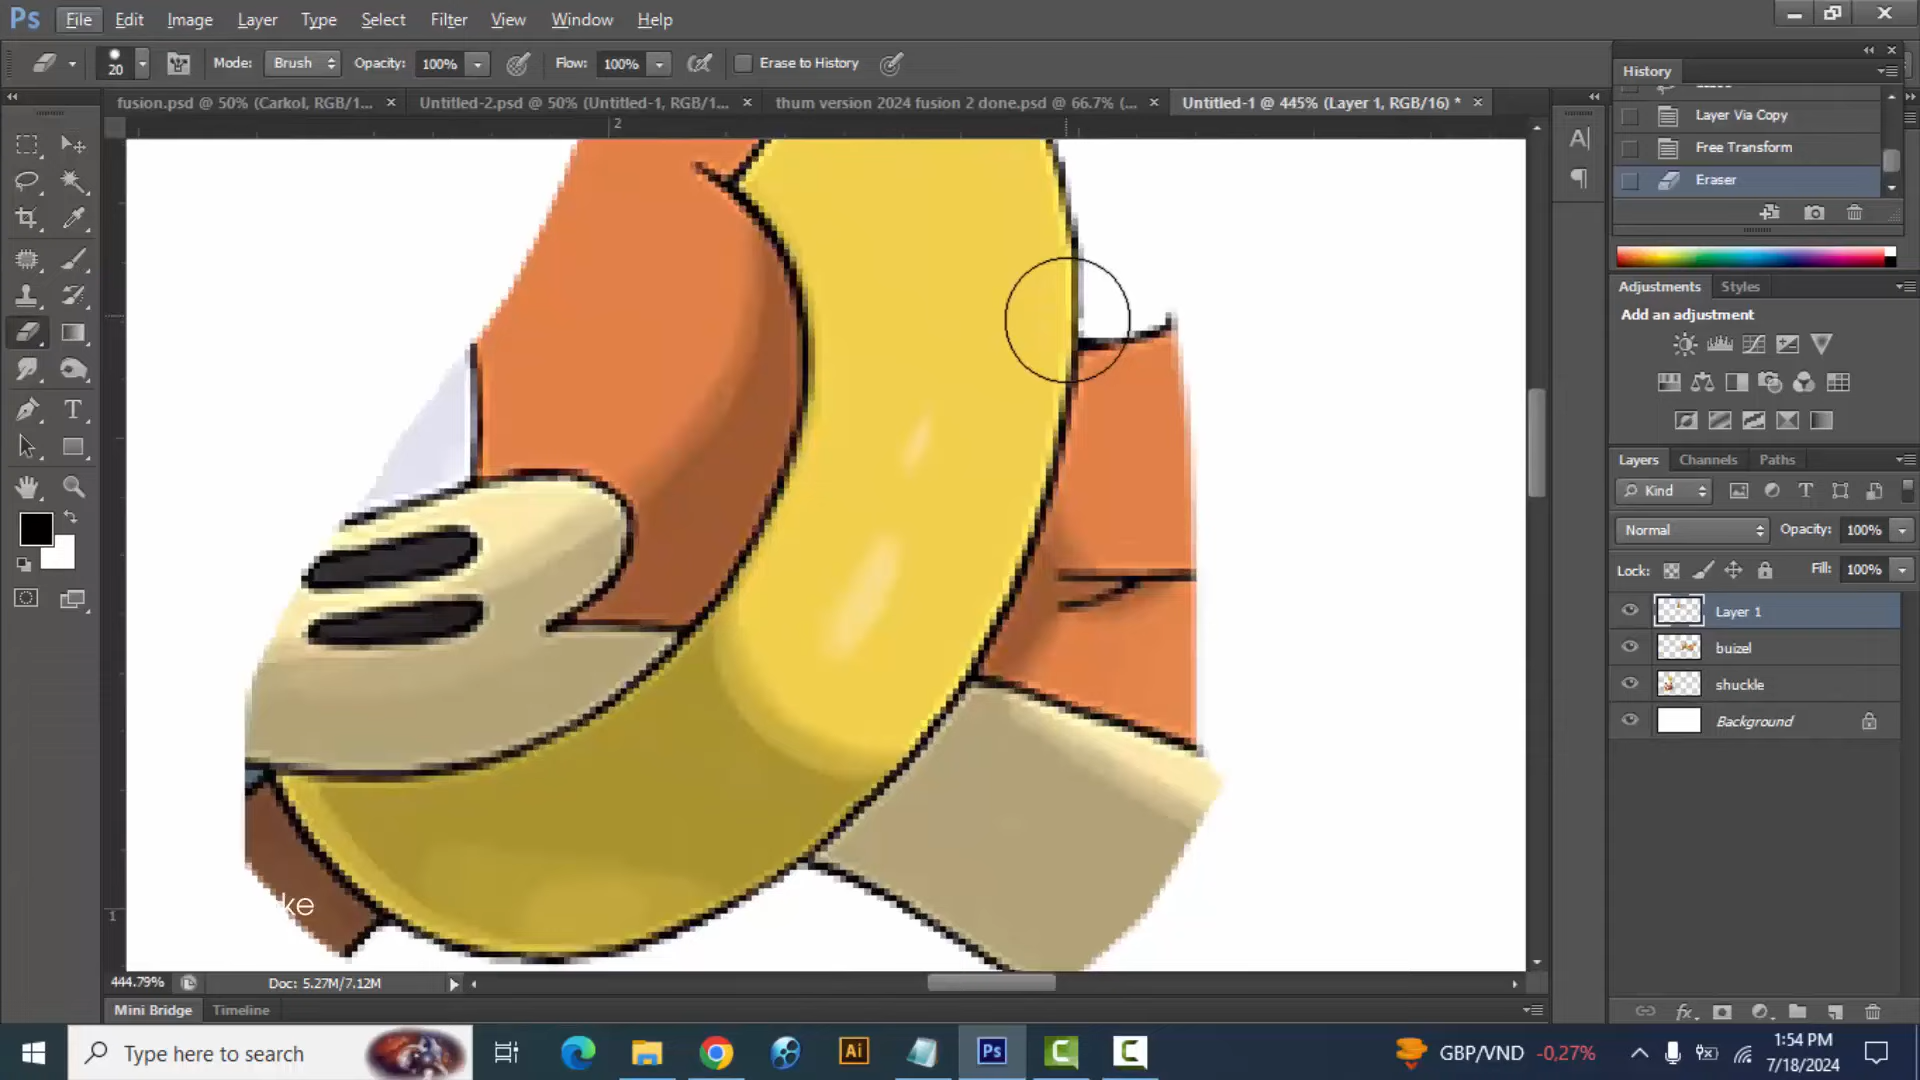 Ps File Edit Image Layer Type Select Filter View Window Help
20 Mode: Brush Opacity: 100% Flow: 100% Erase to History
fusion.psd @ 50% (Carkol, RGB/1... × Untitled-2.psd @ 50% (Untitled-1, RGB/1... × thum version 2024 fusion 2 done.psd @ 66.7% (... × Untitled-1 @ 445% (Layer 1, RGB/16) * ×
History
Layer Via Copy
Free Transform
Eraser
Adjustments Styles
Add an adjustment
Layers Channels Paths
Kind
Normal Opacity: 100%
Lock: Fill: 100%
Layer 1
buizel
shuckle
Background
2
1
ke
444.79% Doc: 5.27M/7.12M
Mini Bridge Timeline
Type here to search
Ai
Ps
GBP/VND -0,27%
1:54 PM
7/18/2024